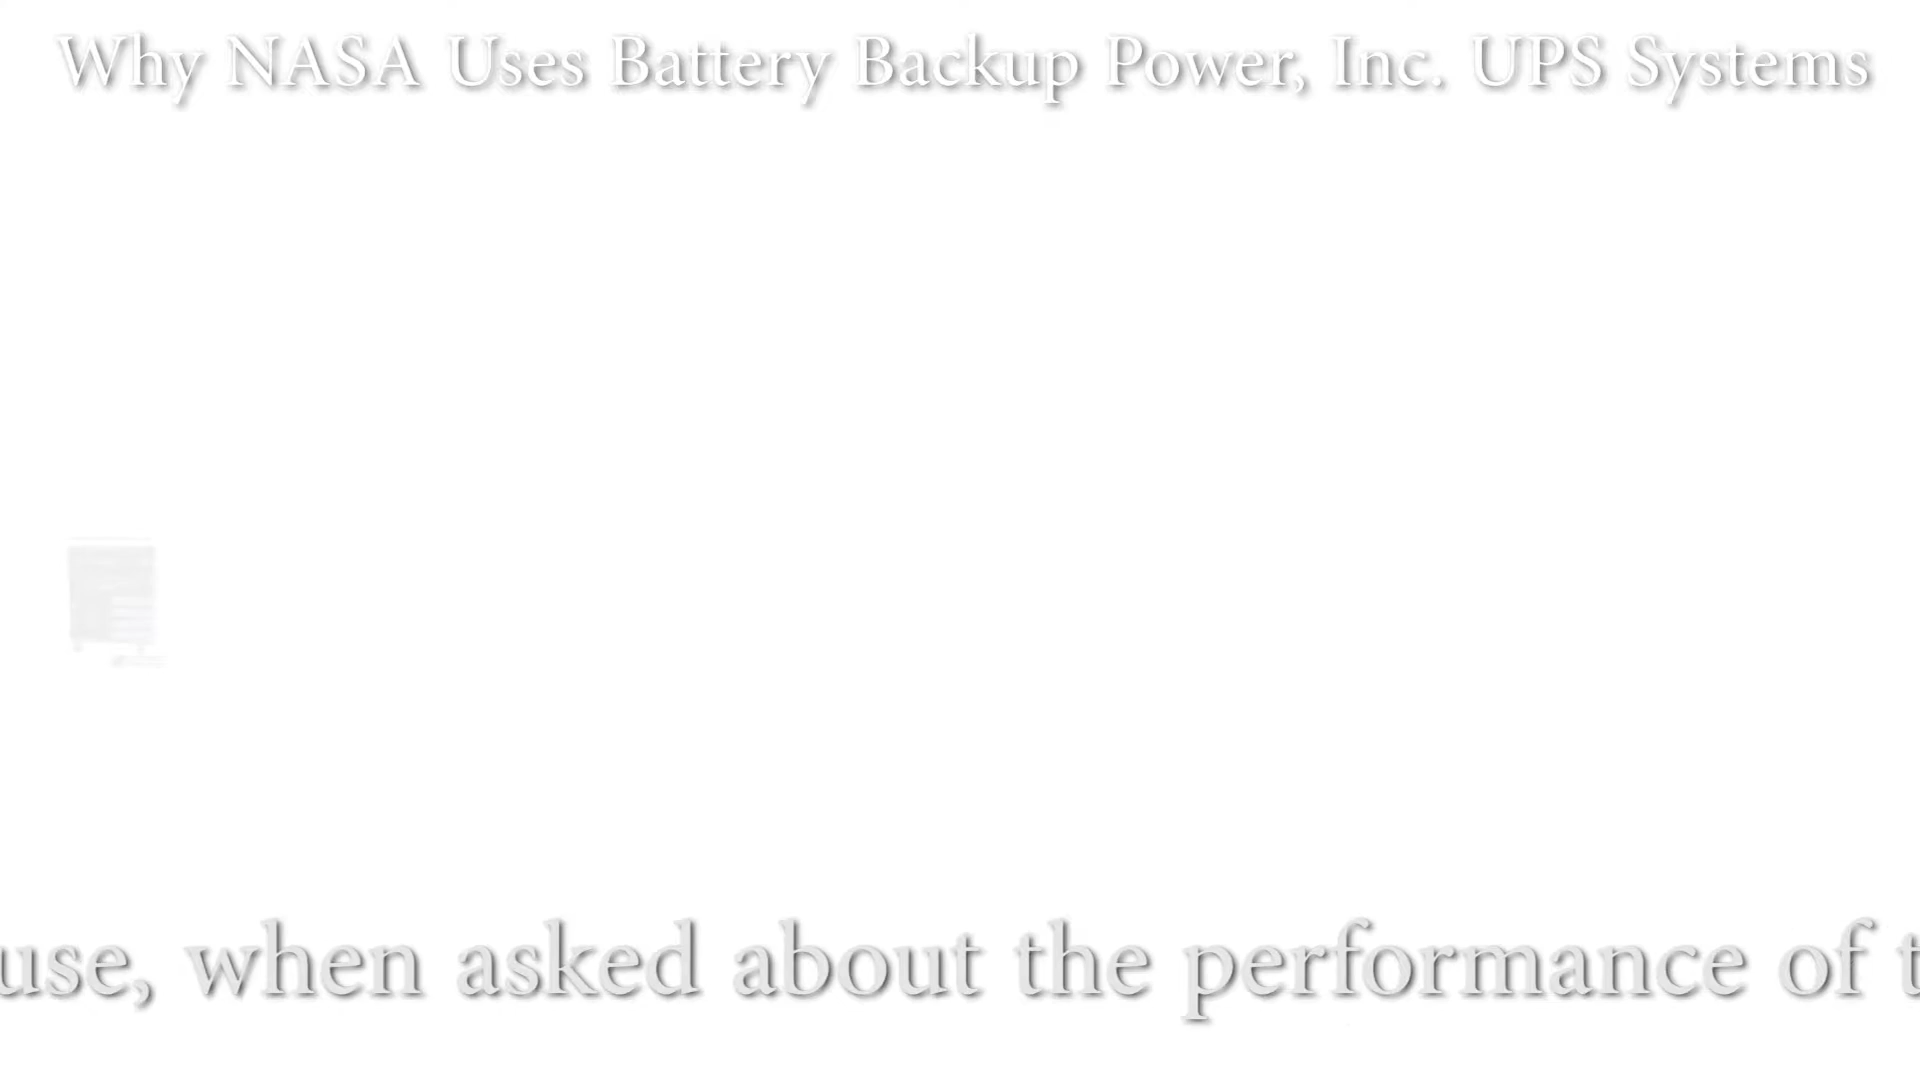 Why NASA Uses Battery Backup Power, Inc. UPS Systems
use, when asked about the performance of t